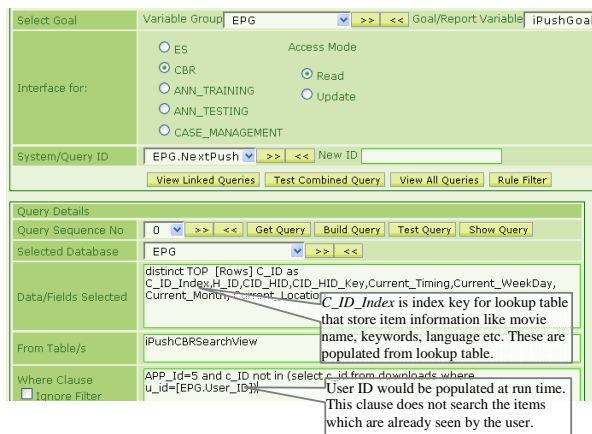 Select Goal Variable Group EPG >> << Goal/Report Variable iPushGoa
Interface for:
ES Access Mode
CBR Read
ANN_TRAINING Update
ANN_TESTING
CASE_MANAGEMENT
System/Query ID EPG.NextPush >> << New ID
View Linked Queries Test Combined Query View All Queries Rule Filter
Query Details
Query Sequence No 0 >> << Get Query Build Query Test Query Show Query
Selected Database EPG >> <<
Data/Fields Selected
distinct TOP [Rows] C_ID as
C_ID_Index,H_ID,CID_HID,CID_HID_Key,Current_Timing,Current_WeekDay,
Current_Month, Current_Locatio
C_ID_Index is index key for lookup table
that store item information like movie
name, keywords, language etc. These are
populated from lookup table.
From Table/s iPushCBRSearchView
Where Clause
Ignore Filter
APP_Id=5 and c_ID not in (select c_id from downloads where
u_id=[EPG.User_ID])
User ID would be populated at run time.
This clause does not search the items
which are already seen by the user.